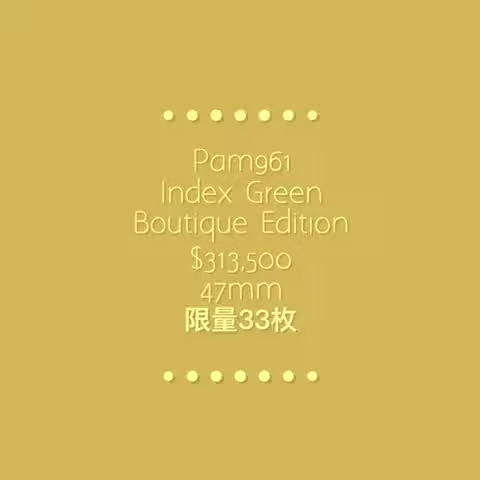 Pam961
Index Green
Boutique Edition
$313,500
47mm
限量33枚